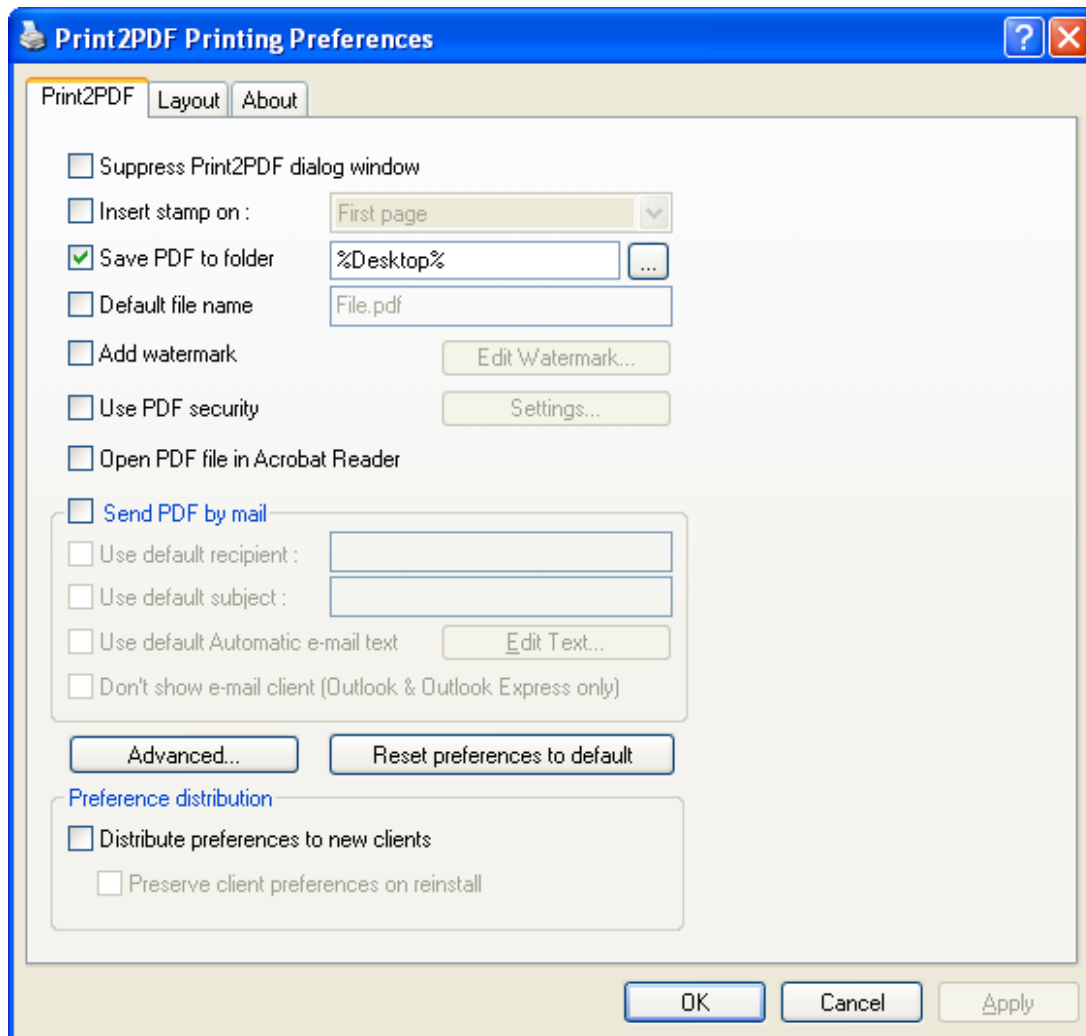 Print2PDF Printing Preferences
Print2PDF Layout About
Suppress Print2PDF dialog window
Insert stamp on : First page
Save PDF to folder %Desktop% ...
Default file name File.pdf
Add watermark Edit Watermark...
Use PDF security Settings...
Open PDF file in Acrobat Reader
Send PDF by mail
Use default recipient :
Use default subject :
Use default Automatic e-mail text Edit Text...
Don't show e-mail client (Outlook & Outlook Express only)
Advanced... Reset preferences to default
Preference distribution
Distribute preferences to new clients
Preserve client preferences on reinstall
OK Cancel Apply